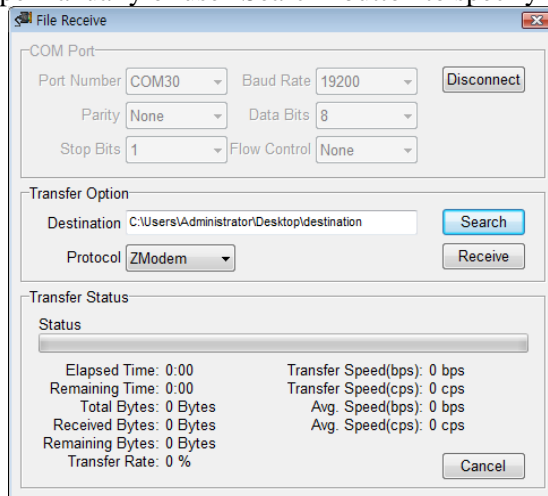 File Receive
COM Port
Port Number COM30 Baud Rate 19200 Disconnect
Parity None Data Bits 8
Stop Bits 1 Flow Control None
Transfer Option
Destination C:\Users\Administrator\Desktop\destination Search
Protocol ZModem Receive
Transfer Status
Status
Elapsed Time: 0:00 Transfer Speed(bps): 0 bps
Remaining Time: 0:00 Transfer Speed(cps): 0 cps
Total Bytes: 0 Bytes Avg. Speed(bps): 0 bps
Received Bytes: 0 Bytes Avg. Speed(cps): 0 cps
Remaining Bytes: 0 Bytes
Transfer Rate: 0 %
Cancel